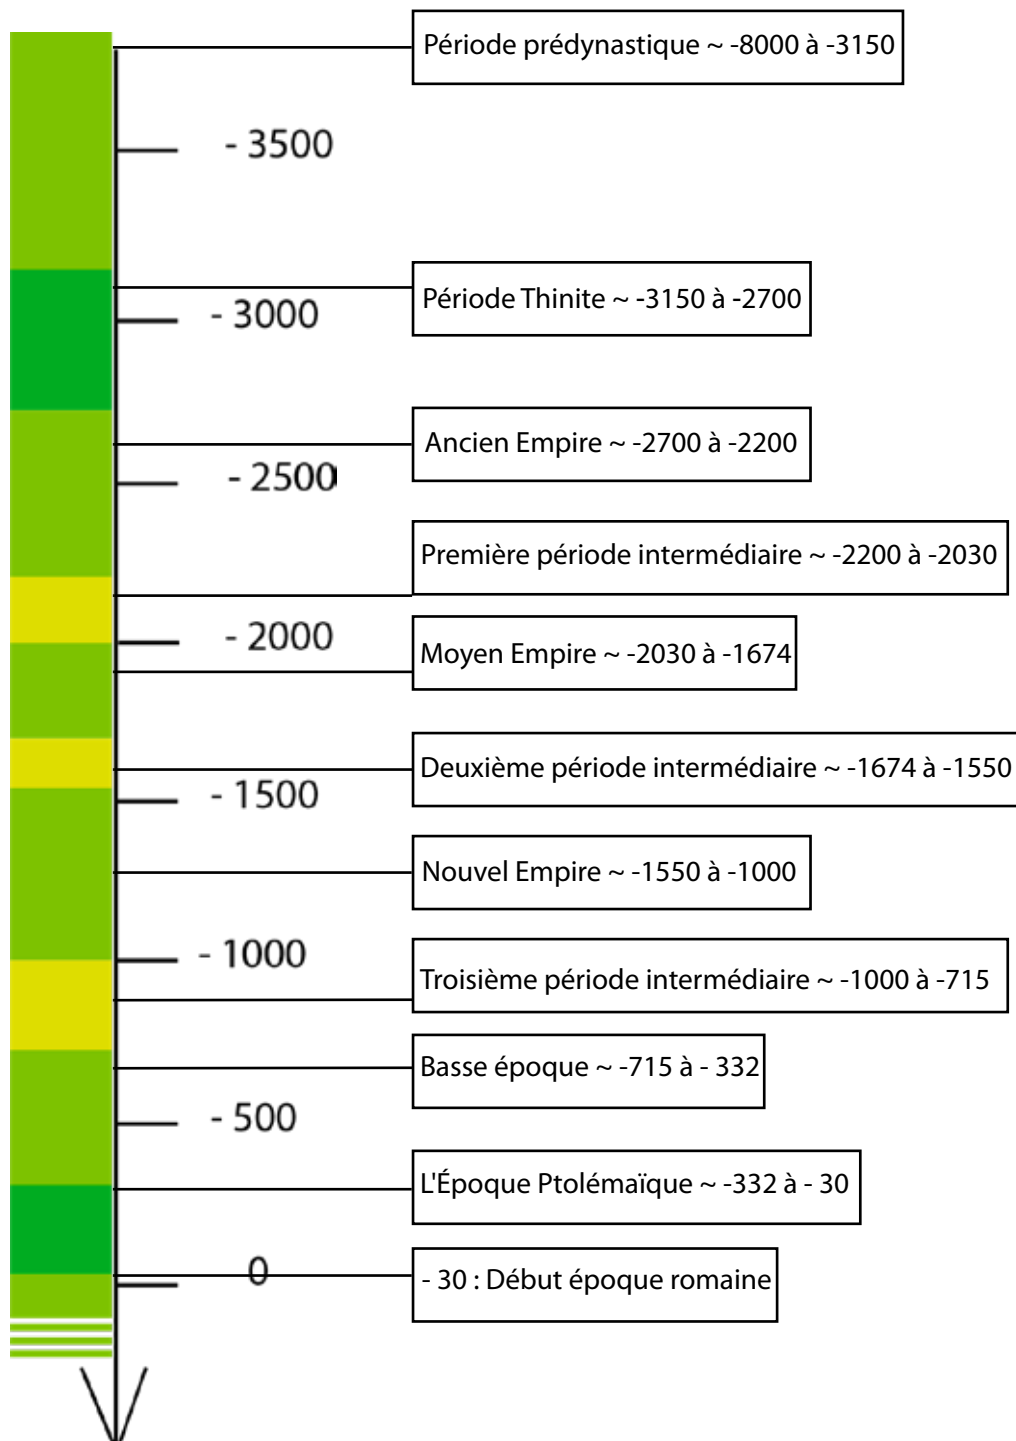 Période prédynastique ~ -8000 à -3150
- 3500
Période Thinite ~ -3150 à -2700
- 3000
Ancien Empire ~ -2700 à -2200
- 2500
Première période intermédiaire ~ -2200 à -2030
- 2000
Moyen Empire ~ -2030 à -1674
Deuxième période intermédiaire ~ -1674 à -1550
- 1500
Nouvel Empire ~ -1550 à -1000
- 1000
Troisième période intermédiaire ~ -1000 à -715
Basse époque ~ -715 à - 332
- 500
L'Époque Ptolémaïque ~ -332 à - 30
0
- 30 : Début époque romaine